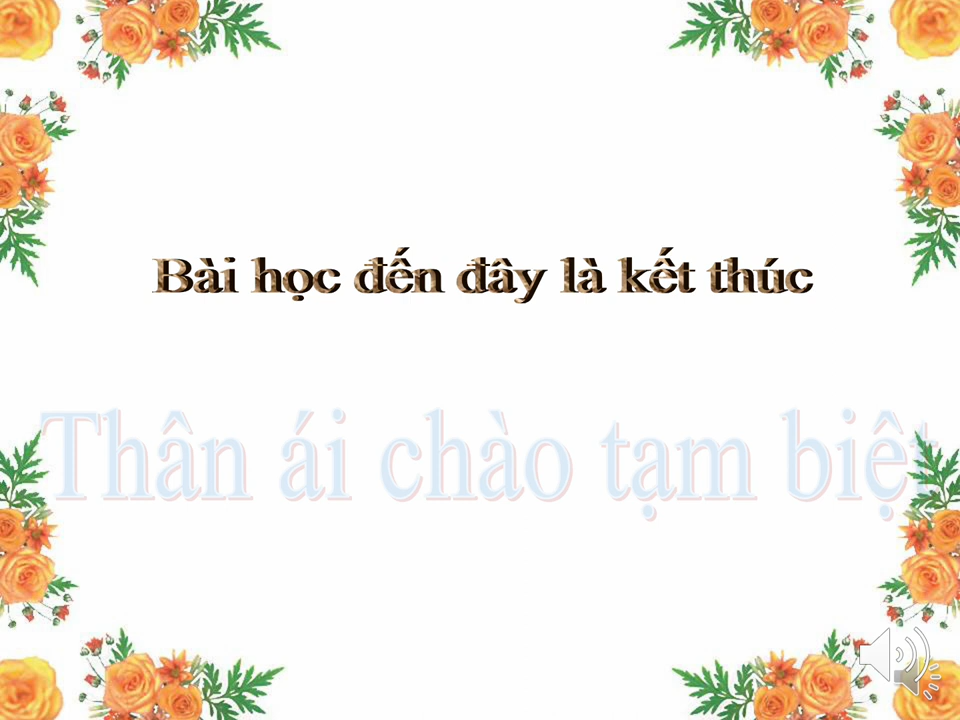 Bài học đến đây là kết thúc
Thân ái chào tạm biệt